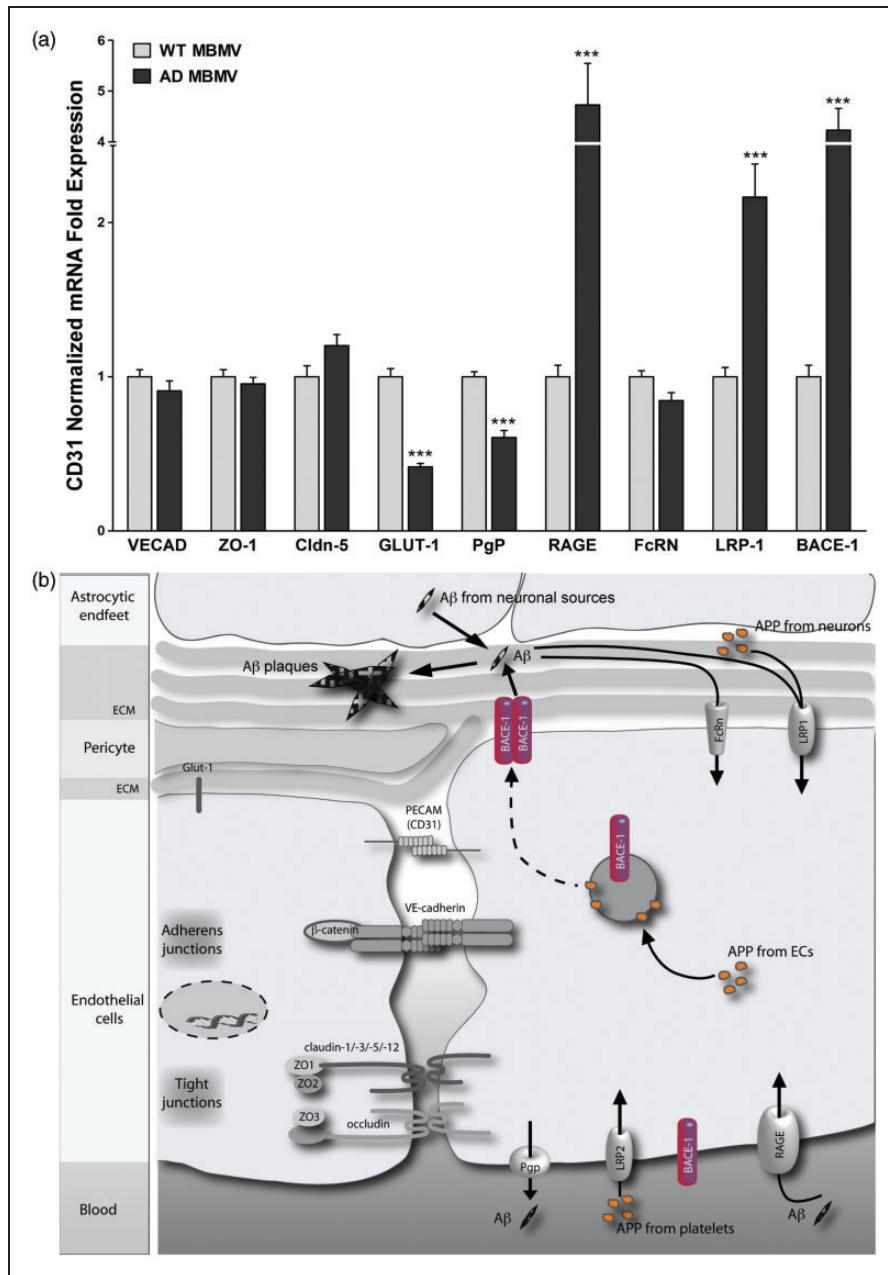 (a)
6
5
4
2
1
0
CD31 Normalized mRNA Fold Expression
WT MBMV
AD MBMV
***
***
***
***
***
VECAD ZO-1 Cldn-5 GLUT-1 PgP RAGE FcRN LRP-1 BACE-1
(b)
Astrocytic
endfeet
ECM
Pericyte
ECM
Endothelial
cells
Blood
Aβ from neuronal sources
APP from neurons
Aβ plaques
Aβ
BACE-1
BACE-1
FcRn
LRP1
Glut-1
PECAM
(CD31)
BACE-1
VE-cadherin
β-catenin
Adherens
junctions
APP from ECs
claudin-1/-3/-5/-12
ZO1
ZO2
Tight
junctions
ZO3
occludin
Pgp
LRP2
BACE-1
RAGE
Aβ
APP from platelets
Aβ